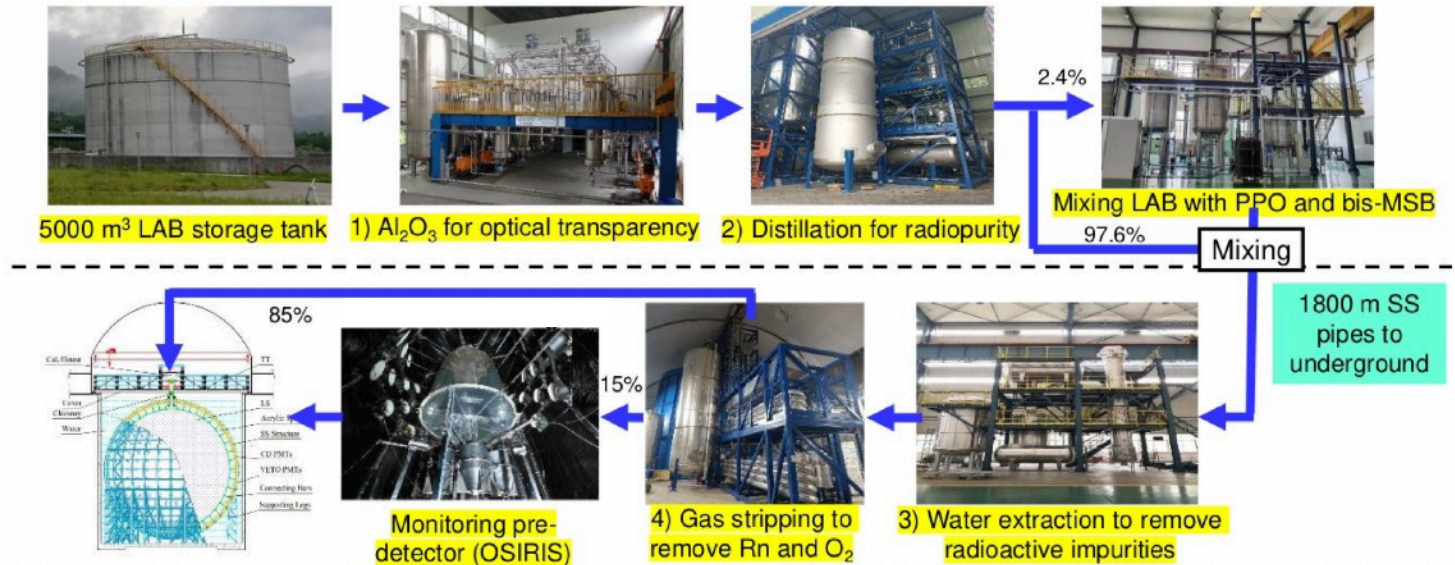 2.4%
5000 m³ LAB storage tank
1) Al₂O₃ for optical transparency
2) Distillation for radiopurity
Mixing LAB with PPO and bis-MSB
97.6%
Mixing
1800 m SS
pipes to
underground
85%
15%
Cal. House
TT
Cover
Chimney
Water
LS
SS Structure
CD PMTs
VETO PMTs
Connecting Bars
Supporting Legs
Monitoring pre-
detector (OSIRIS)
4) Gas stripping to
remove Rn and O₂
3) Water extraction to remove
radioactive impurities